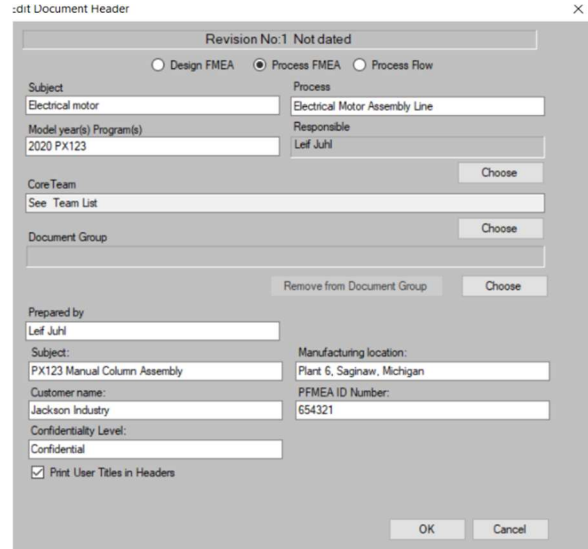 Edit Document Header
Revision No:1 Not dated
Design FMEA Process FMEA Process Flow
Subject Process
Electrical motor Electrical Motor Assembly Line
Model year(s) Program(s) Responsible
2020 PX123 Leif Juhl
Choose
Core Team
See Team List
Choose
Document Group
Remove from Document Group Choose
Prepared by
Leif Juhl
Subject: Manufacturing location:
PX123 Manual Column Assembly Plant 6, Saginaw, Michigan
Customer name: PFMEA ID Number:
Jackson Industry 654321
Confidentiality Level:
Confidential
Print User Titles in Headers
OK Cancel